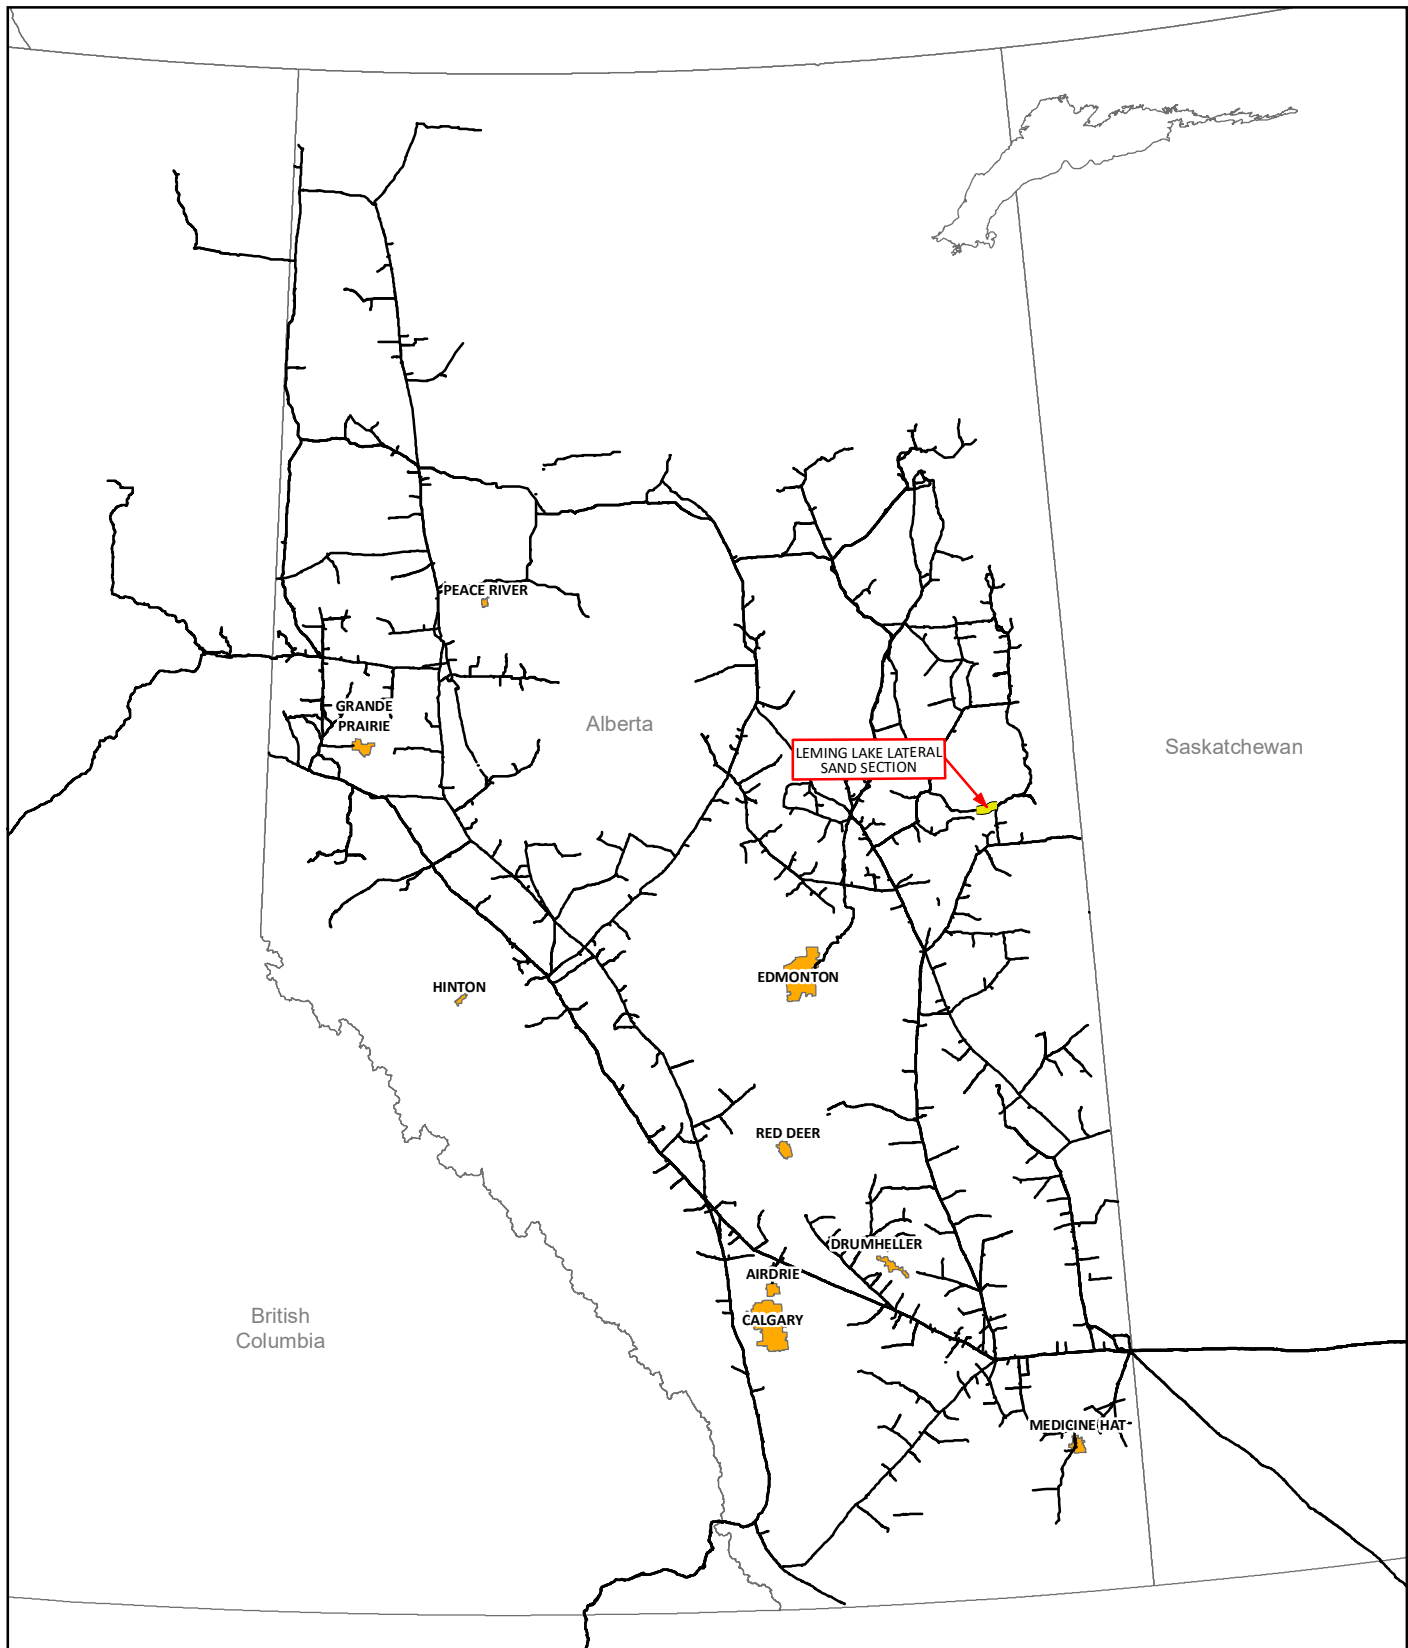 PEACE RIVER
GRANDE
PRAIRIE
Alberta
LEMING LAKE LATERAL
SAND SECTION
Saskatchewan
EDMONTON
HINTON
RED DEER
DRUMHELLER
AIRDRIE
CALGARY
British
Columbia
MEDICINE HAT